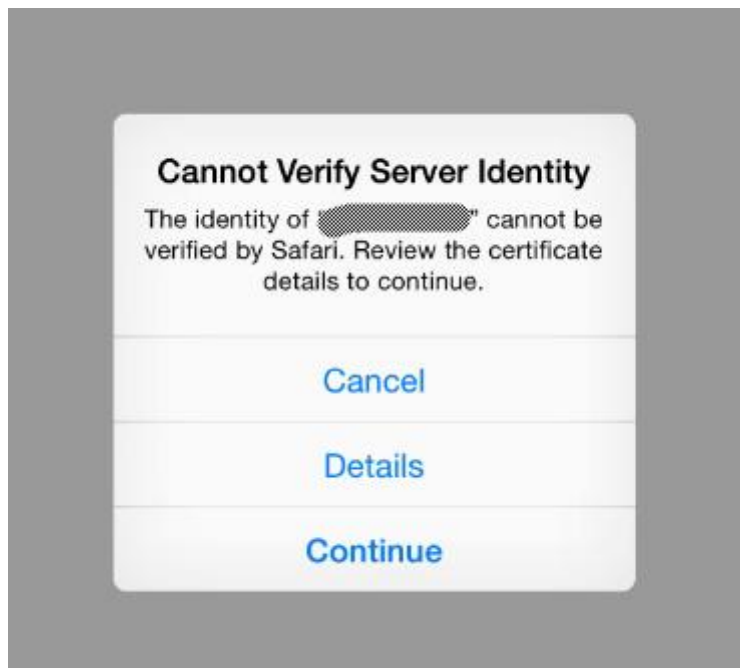 Cannot Verify Server Identity
The identity of " " cannot be
verified by Safari. Review the certificate
details to continue.
Cancel
Details
Continue